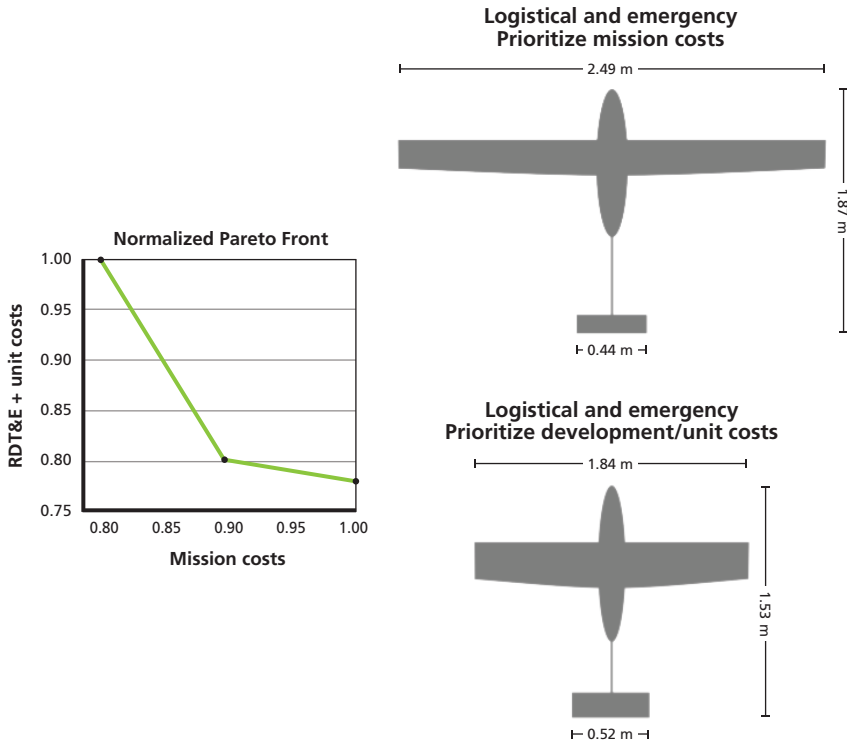 Logistical and emergency
Prioritize mission costs
2.49 m
1.87 m
0.44 m
Normalized Pareto Front
RDT&E + unit costs
1.00
0.95
0.90
0.85
0.80
0.75
0.80 0.85 0.90 0.95 1.00
Mission costs
Logistical and emergency
Prioritize development/unit costs
1.84 m
1.53 m
0.52 m